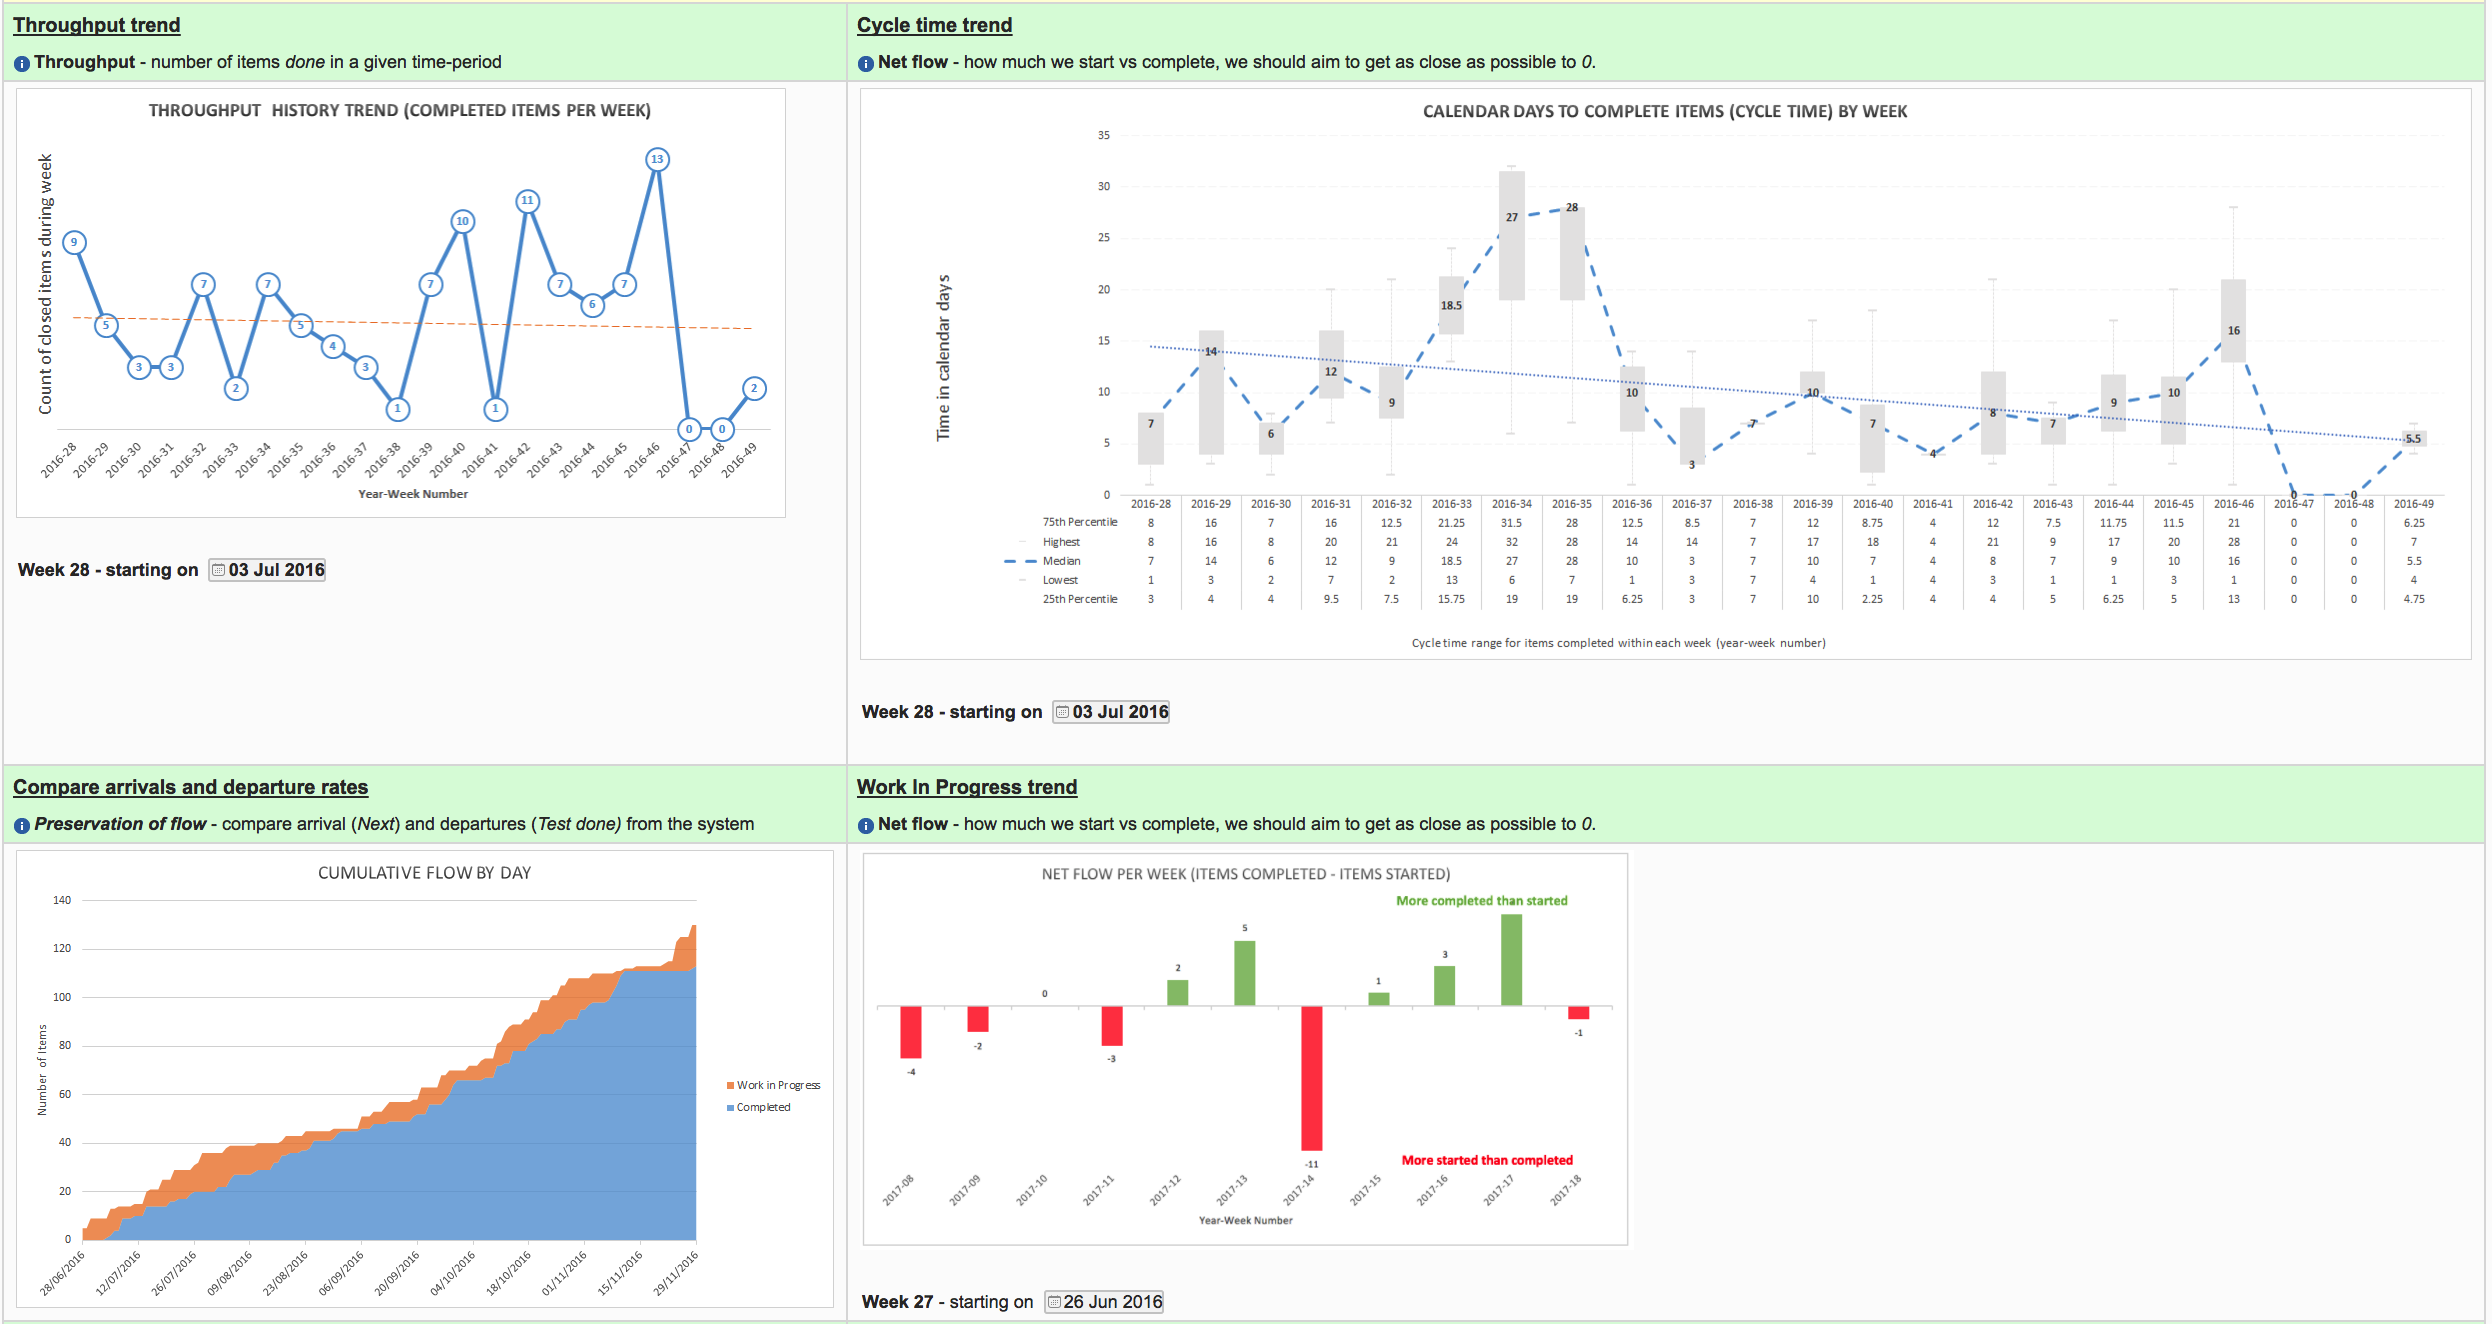 Throughput trend
Throughput - number of items done in a given time-period
THROUGHPUT HISTORY TREND (COMPLETED ITEMS PER WEEK)
Count of closed items during week
9 5 3 3 7 2 7 5 4 3 1 7 10 1 11 7 6 7 13 0 0 2
2016-28 2016-29 2016-30 2016-31 2016-32 2016-33 2016-34 2016-35 2016-36 2016-37 2016-38 2016-39 2016-40 2016-41 2016-42 2016-43 2016-44 2016-45 2016-46 2016-47 2016-48 2016-49
Year-Week Number
Week 28 - starting on 03 Jul 2016
Cycle time trend
Net flow - how much we start vs complete, we should aim to get as close as possible to 0.
CALENDAR DAYS TO COMPLETE ITEMS (CYCLE TIME) BY WEEK
Time in calendar days
35
30
25
20
15
10
5
0
7 14 6 12 9 18.5 27 28 10 3 7 10 7 4 8 7 9 10 16 0 0 5.5
2016-28 2016-29 2016-30 2016-31 2016-32 2016-33 2016-34 2016-35 2016-36 2016-37 2016-38 2016-39 2016-40 2016-41 2016-42 2016-43 2016-44 2016-45 2016-46 2016-47 2016-48 2016-49
75th Percentile 8 16 7 16 12.5 21.25 31.5 28 12.5 8.5 7 12 8.75 4 12 7.5 11.75 11.5 21 0 0 6.25
Highest 8 16 8 20 21 24 32 28 14 14 7 17 18 4 21 9 17 20 28 0 0 7
Median 7 14 6 12 9 18.5 27 28 10 3 7 10 7 4 8 7 9 10 16 0 0 5.5
Lowest 1 3 2 7 2 13 6 7 1 3 7 4 1 4 3 1 1 3 1 0 0 4
25th Percentile 3 4 4 9.5 7.5 15.75 19 19 6.25 3 7 10 2.25 4 4 5 6.25 5 13 0 0 4.75
Cycle time range for items completed within each week (year-week number)
Week 28 - starting on 03 Jul 2016
Compare arrivals and departure rates
Preservation of flow - compare arrival (Next) and departures (Test done) from the system
CUMULATIVE FLOW BY DAY
Number of Items
140
120
100
80
60
40
20
0
28/06/2016 12/07/2016 26/07/2016 09/08/2016 23/08/2016 06/09/2016 20/09/2016 04/10/2016 18/10/2016 01/11/2016 15/11/2016 29/11/2016
Work in Progress
Completed
Work In Progress trend
Net flow - how much we start vs complete, we should aim to get as close as possible to 0.
NET FLOW PER WEEK (ITEMS COMPLETED - ITEMS STARTED)
More completed than started
-4 -2 0 -3 2 5 -11 1 3 -1
More started than completed
2017-08 2017-09 2017-10 2017-11 2017-12 2017-13 2017-14 2017-15 2017-16 2017-17 2017-18
Year-Week Number
Week 27 - starting on 26 Jun 2016